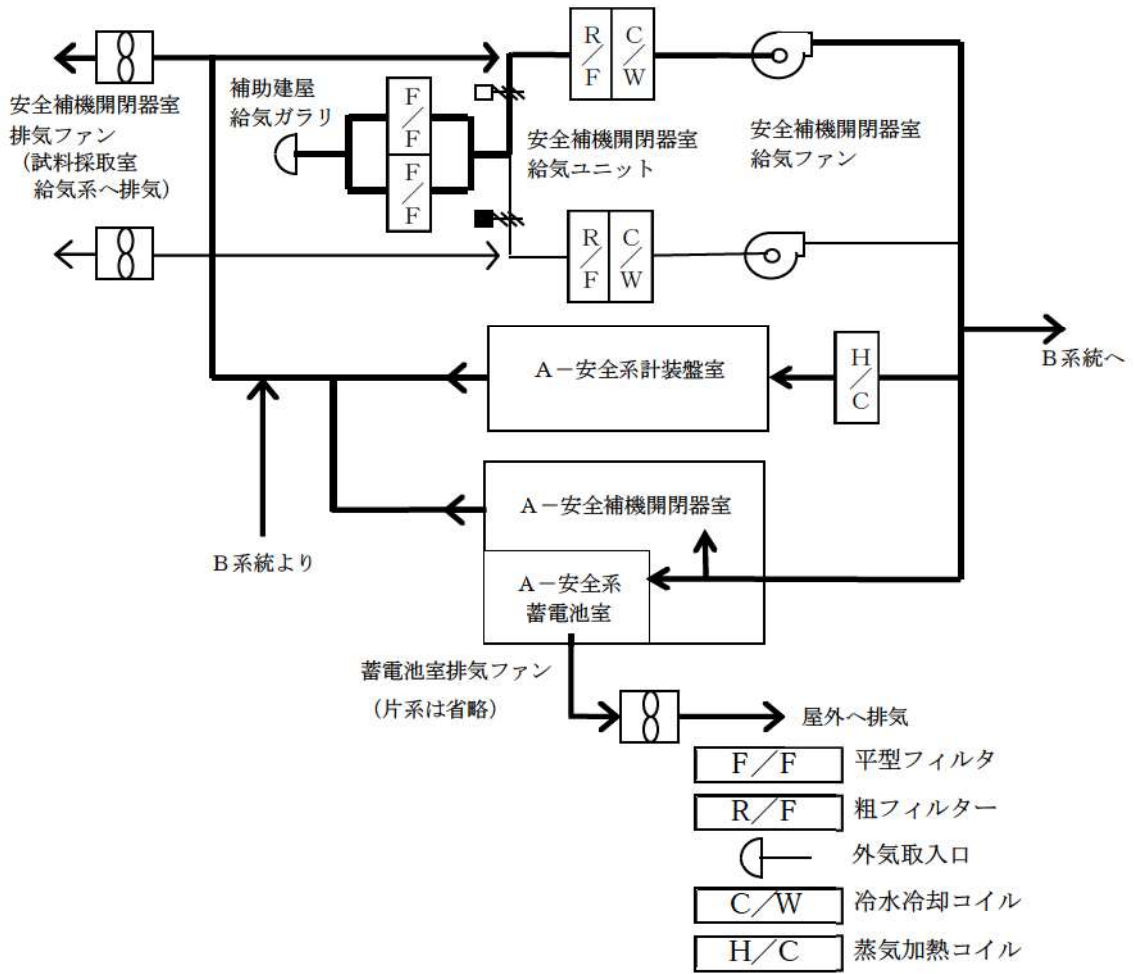 R/F
C/W
安全補機開閉器室
排気ファン
(試料採取室
給気系へ排気)
補助建屋
給気ガラリ
F/F
F/F
安全補機開閉器室
給気ユニット
安全補機開閉器室
給気ファン
R/F
C/W
B系統へ
A-安全系計装盤室
H/C
A-安全補機開閉器室
B系統より
A-安全系
蓄電池室
蓄電池室排気ファン
(片系は省略)
屋外へ排気
F/F 平型フィルタ
R/F 粗フィルター
外気取入口
C/W 冷水冷却コイル
H/C 蒸気加熱コイル